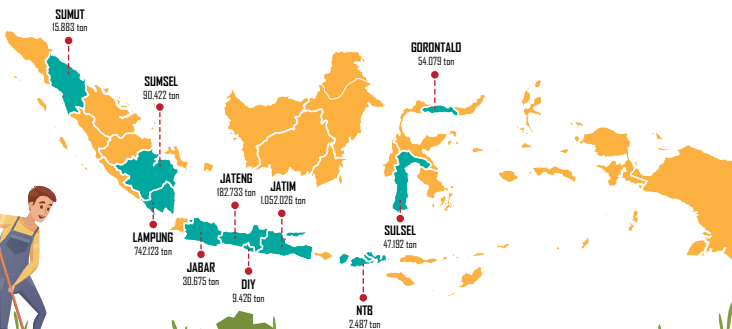 SUMUT
15.883 ton
SUMSEL
90.422 ton
GORONTALO
54.079 ton
JATENG
182.733 ton
JATIM
1.052.026 ton
LAMPUNG
742.123 ton
JABAR
30.675 ton
DIY
9.426 ton
SULSEL
47.192 ton
NTB
2.487 ton